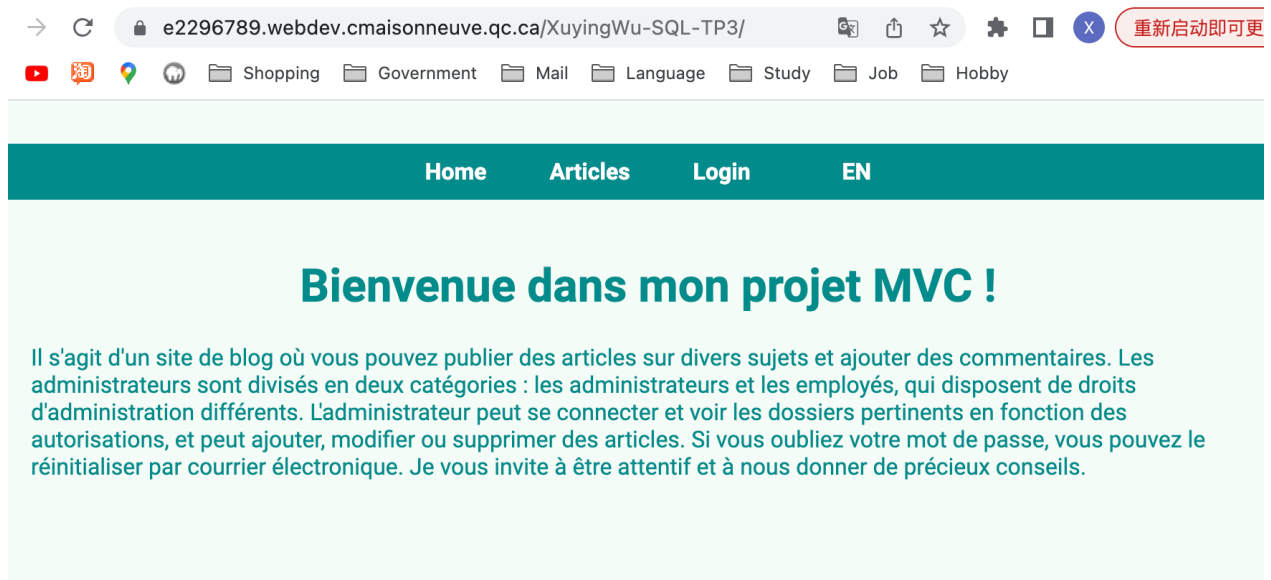 e2296789.webdev.cmaisonneuve.qc.ca/XuyingWu-SQL-TP3/ X 重新启动即可更
淘 Shopping Government Mail Language Study Job Hobby
Home Articles Login EN
Bienvenue dans mon projet MVC !
Il s'agit d'un site de blog où vous pouvez publier des articles sur divers sujets et ajouter des commentaires. Les
administrateurs sont divisés en deux catégories : les administrateurs et les employés, qui disposent de droits
d'administration différents. L'administrateur peut se connecter et voir les dossiers pertinents en fonction des
autorisations, et peut ajouter, modifier ou supprimer des articles. Si vous oubliez votre mot de passe, vous pouvez le
réinitialiser par courrier électronique. Je vous invite à être attentif et à nous donner de précieux conseils.